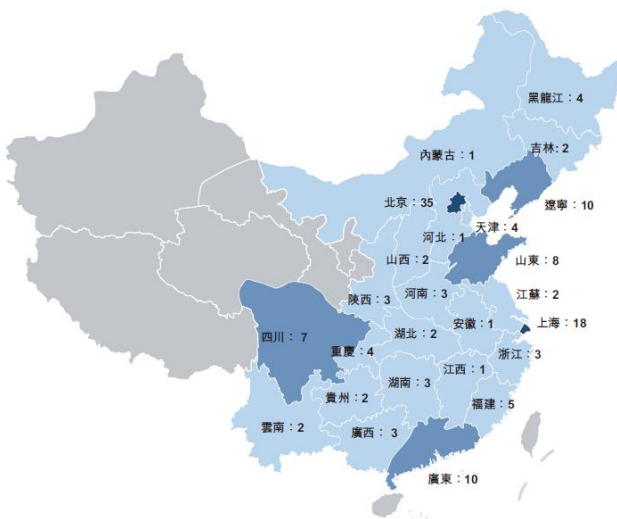 黑龍江：4
吉林: 2
內蒙古：1
北京：35
遼寧：10
天津：4
河北：1
山西：2
山東：8
陝西：3
河南：3
江蘇：2
安徽：1
上海：18
四川：7
重慶：4
湖北：2
浙江：3
江西：1
湖南：3
貴州：2
福建：5
雲南：2
廣西：3
廣東：10